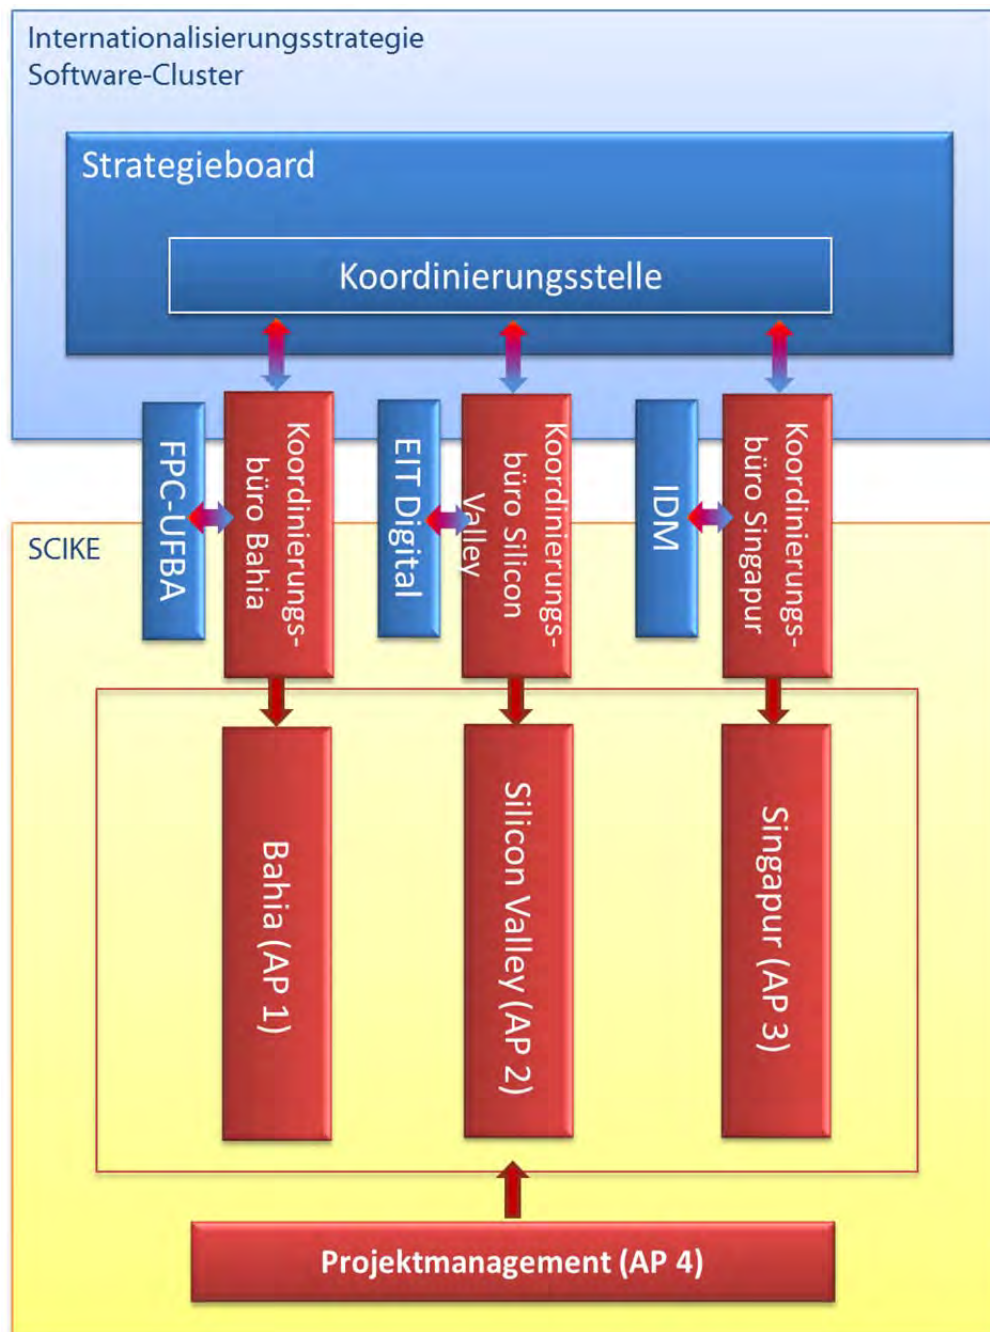 Internationalisierungsstrategie
Software-Cluster
Strategieboard
Koordinierungsstelle
FPC-UFBA
Koordinierungs-
büro Bahia
EIT Digital
Koordinierungs-
büro Silicon
Valley
IDM
Koordinierungs-
büro Singapur
SCIKE
Bahia (AP 1)
Silicon Valley (AP 2)
Singapur (AP 3)
Projektmanagement (AP 4)